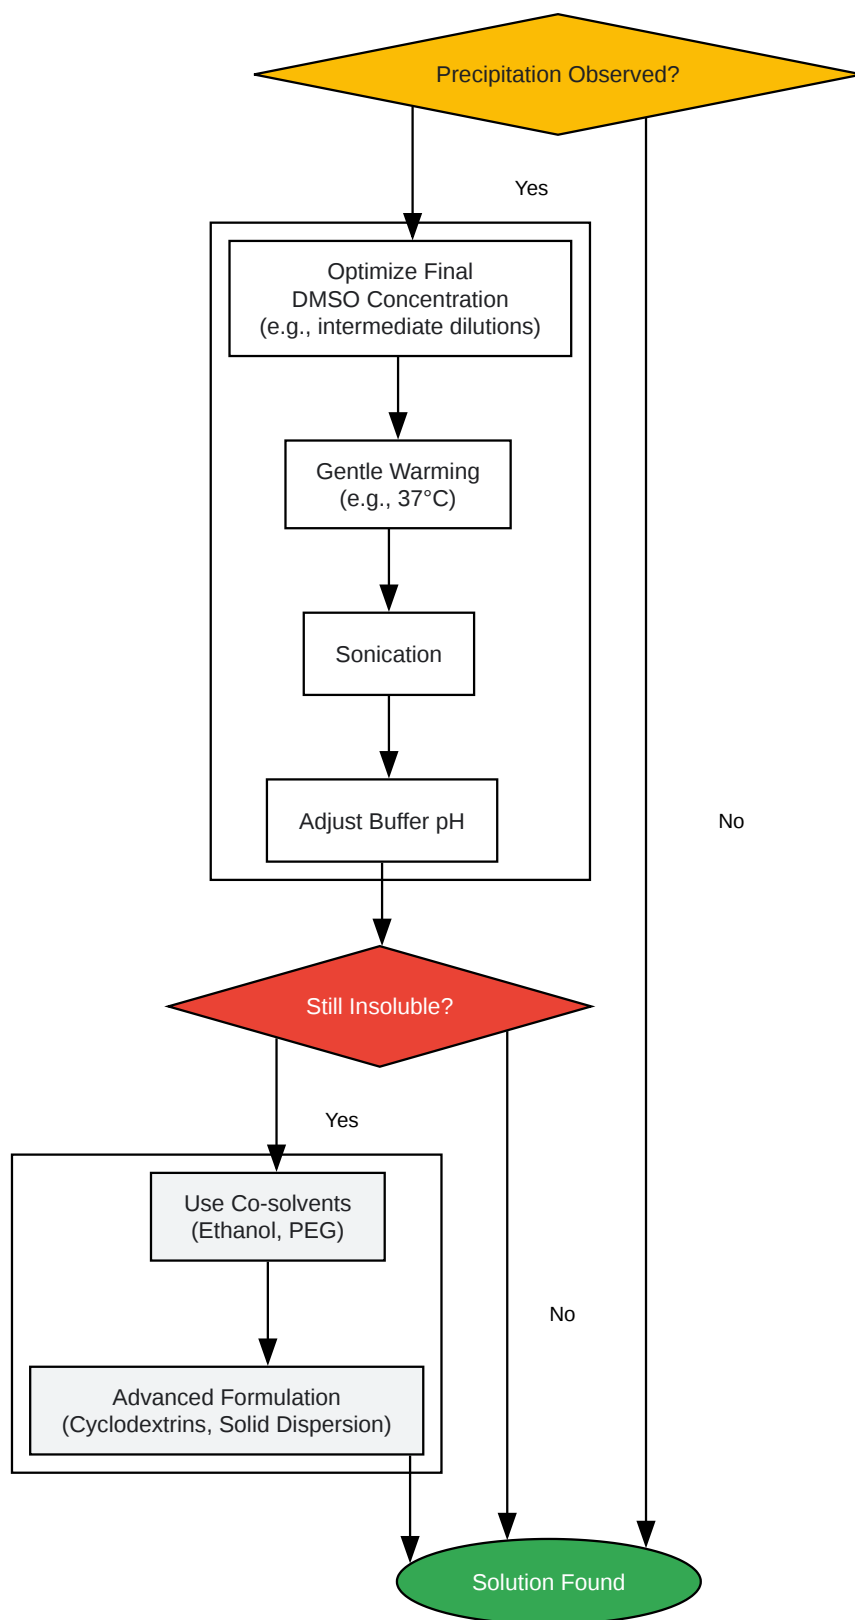 Precipitation Observed?
Yes
Optimize Final
DMSO Concentration
(e.g., intermediate dilutions)
Gentle Warming
(e.g., 37°C)
Sonication
Adjust Buffer pH
No
Still Insoluble?
Yes
Use Co-solvents
(Ethanol, PEG)
No
Advanced Formulation
(Cyclodextrins, Solid Dispersion)
Solution Found